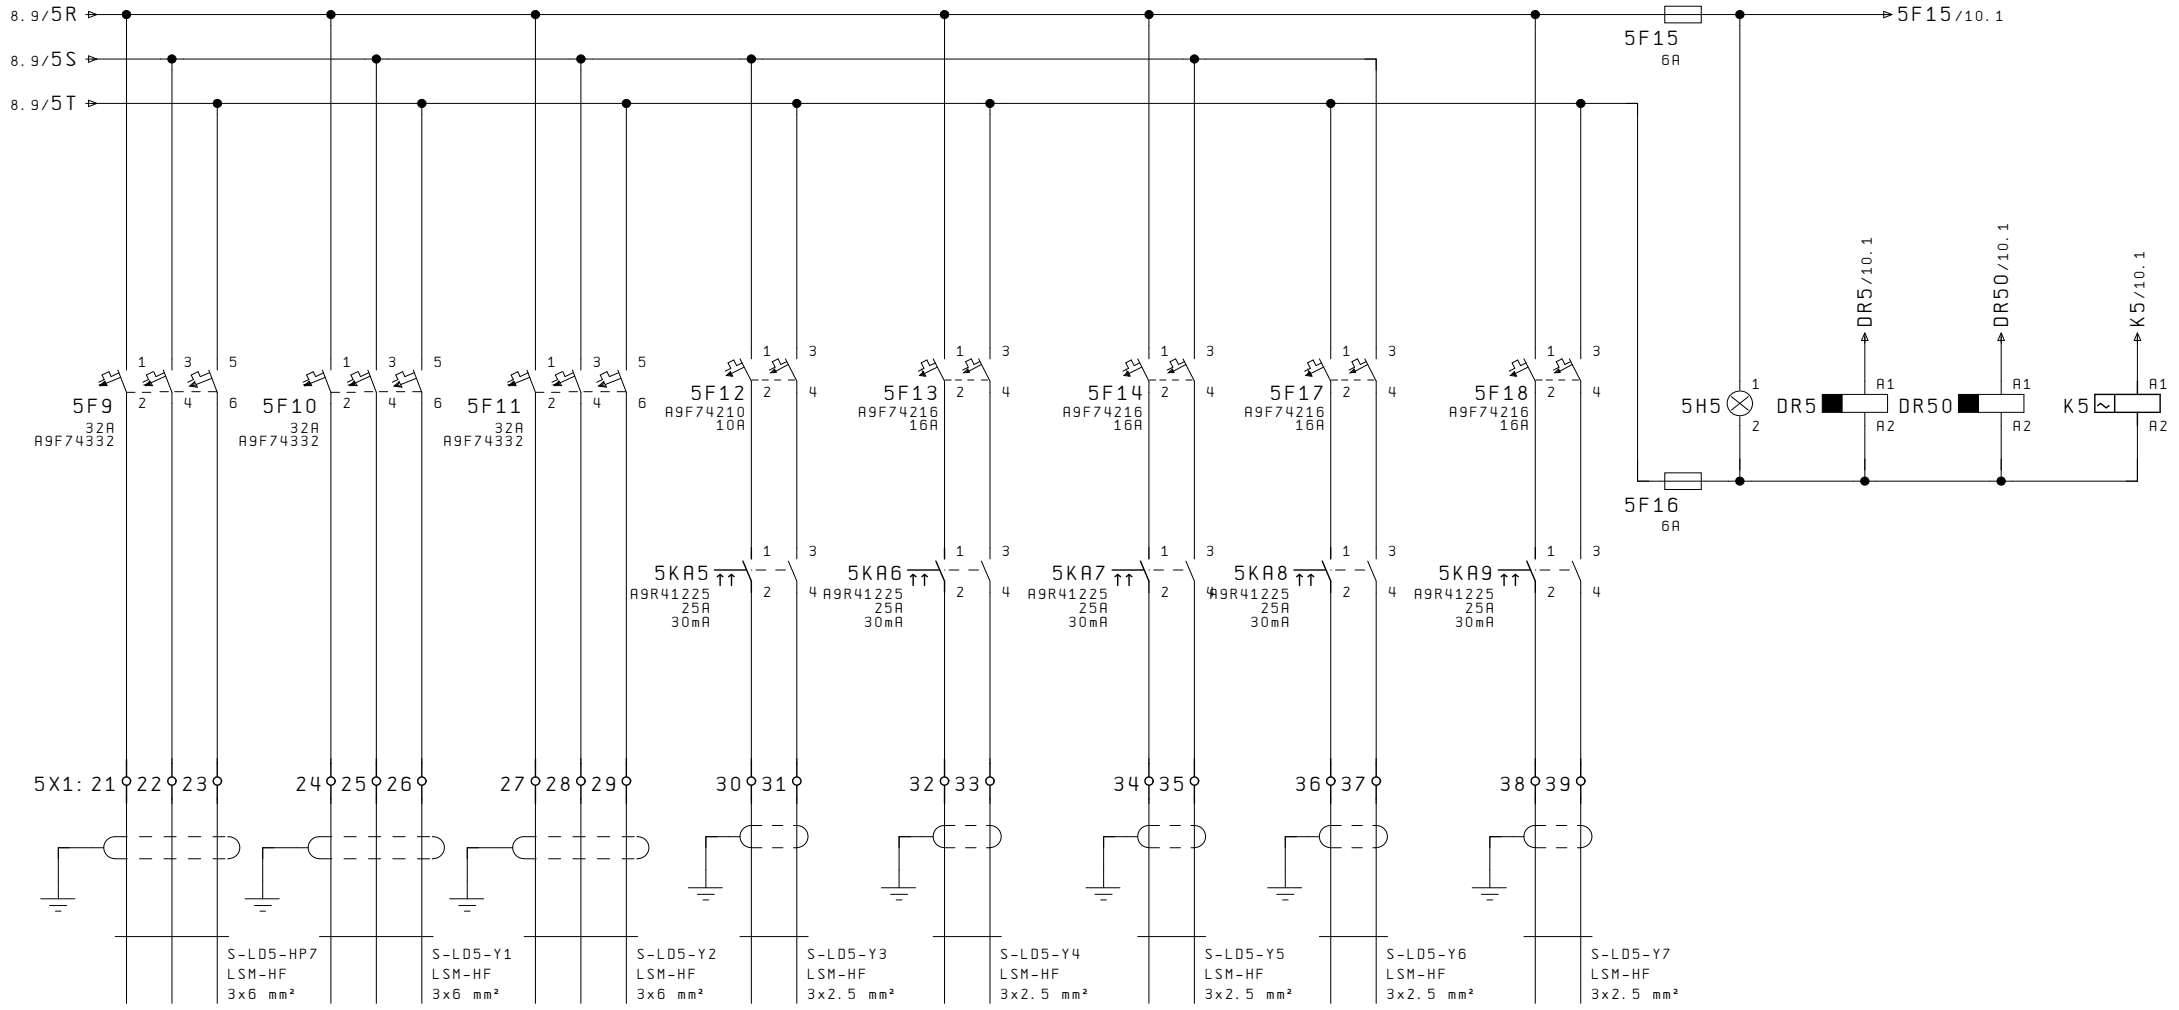 8.9/5R
5F15/10.1
5F15
6A
8.9/5S
8.9/5T
DR5/10.1
DR50/10.1
K5/10.1
1 3 5
2 4 6
5F9
32A
A9F74332
1 3 5
2 4 6
5F10
32A
A9F74332
1 3 5
2 4 6
5F11
32A
A9F74332
1 3
2 4
5F12
A9F74210
10A
1 3
2 4
5F13
A9F74216
16A
1 3
2 4
5F14
A9F74216
16A
1 3
2 4
5F17
A9F74216
16A
1 3
2 4
5F18
A9F74216
16A
1
5H5
2
A1
DR5
A2
A1
DR50
A2
A1
K5
A2
5F16
6A
1 3
5KA5
2 4
A9R41225
25A
30mA
1 3
5KA6
2 4
A9R41225
25A
30mA
1 3
5KA7
2 4
A9R41225
25A
30mA
1 3
5KA8
2 4
A9R41225
25A
30mA
1 3
5KA9
2 4
A9R41225
25A
30mA
5X1: 21 22 23 24 25 26 27 28 29 30 31 32 33 34 35 36 37 38 39
S-LD5-HP7
LSM-HF
3x6 mm²
S-LD5-Y1
LSM-HF
3x6 mm²
S-LD5-Y2
LSM-HF
3x6 mm²
S-LD5-Y3
LSM-HF
3x2.5 mm²
S-LD5-Y4
LSM-HF
3x2.5 mm²
S-LD5-Y5
LSM-HF
3x2.5 mm²
S-LD5-Y6
LSM-HF
3x2.5 mm²
S-LD5-Y7
LSM-HF
3x2.5 mm²